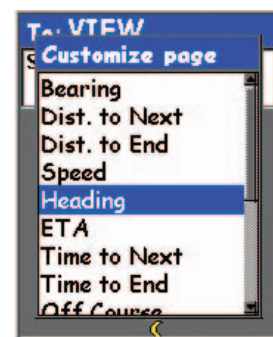 To: VIEW
Customize page
Bearing
Dist. to Next
Dist. to End
Speed
Heading
ETA
Time to Next
Time to End
Off Course